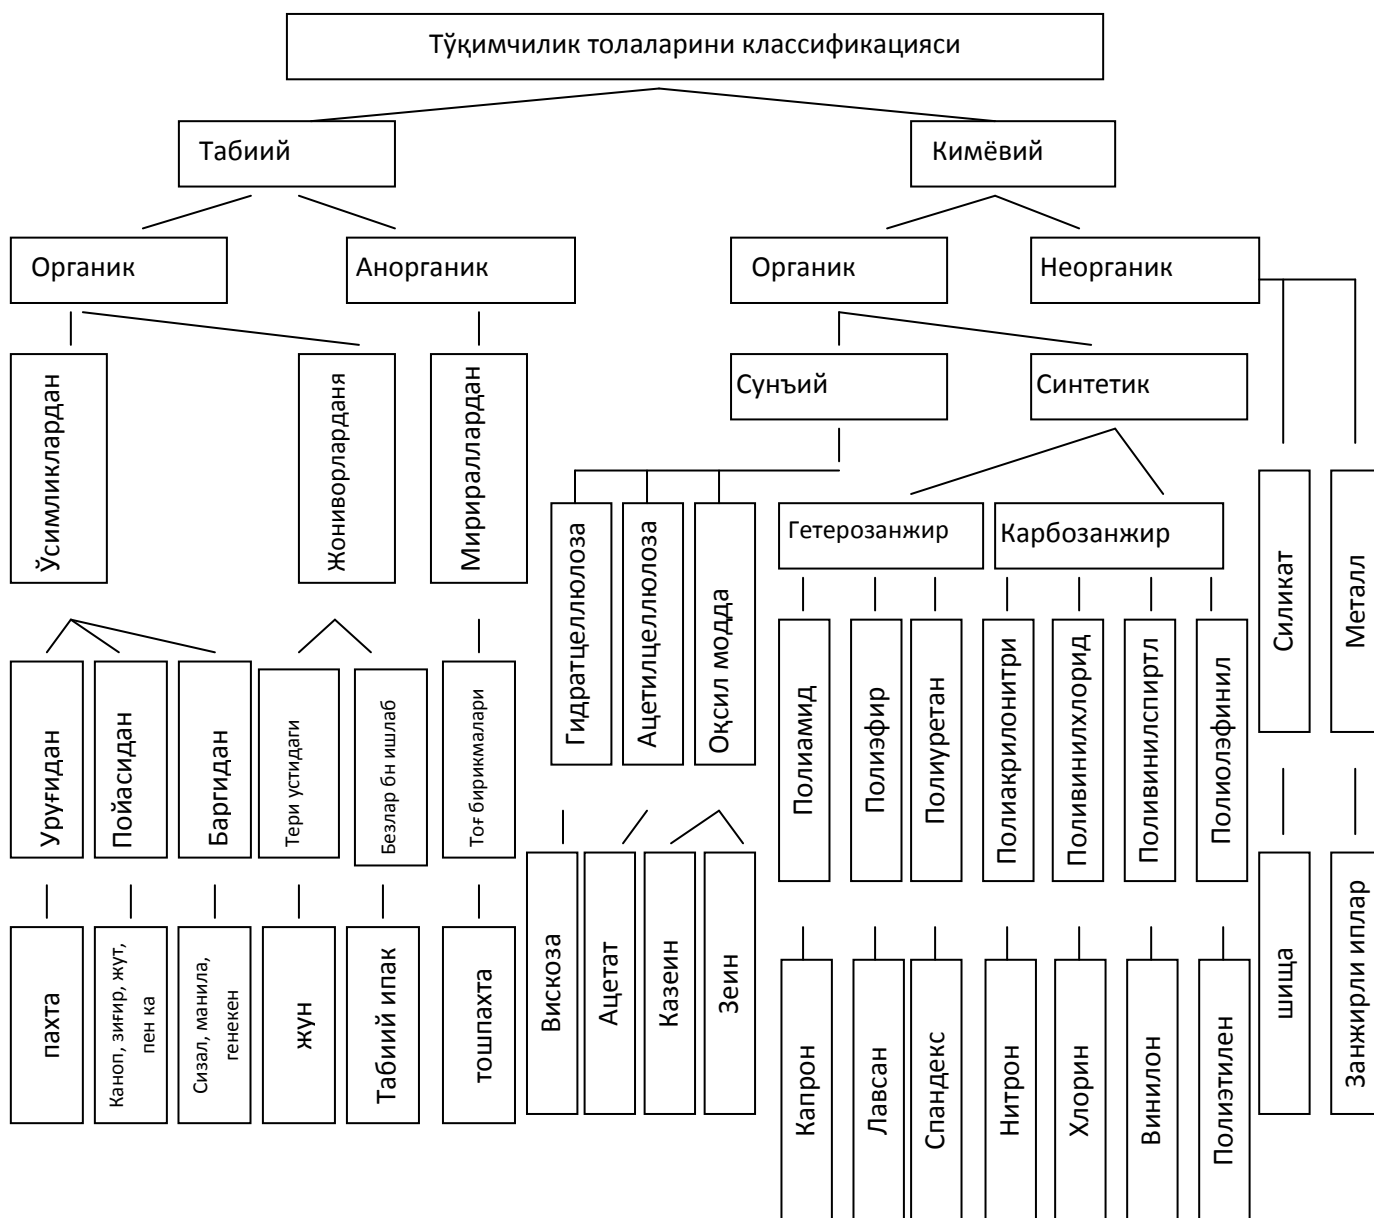 Тўқимчилик толаларини классификацияси
Табиий
Кимёвий
Органик
Анорганик
Органик
Неорганик
Ўсимликлардан
Жониворларданя
Мирираллардан
Сунъий
Синтетик
Гидратцеллюлоза
Ацетилцеллюлоза
Оқсил модда
Гетерозанжир
Карбозанжир
Силикат
Металл
Уруғидан
Пойасидан
Баргидан
Тери устидаги
Безлар бн ишлаб
Тоғ бирикмалари
Полиамид
Полиэфир
Полиуретан
Полиакрилонитри
Поливинилхлорид
Поливинилспиртл
Полиолэфинил
пахта
Каноп, зиғир, жут,
пен ка
Сизал, манила,
генекен
жун
Табиий ипак
тошпахта
Вискоза
Ацетат
Казеин
Зеин
Капрон
Лавсан
Спандекс
Нитрон
Хлорин
Винилон
Полиэтилен
шища
Занжирли иплар